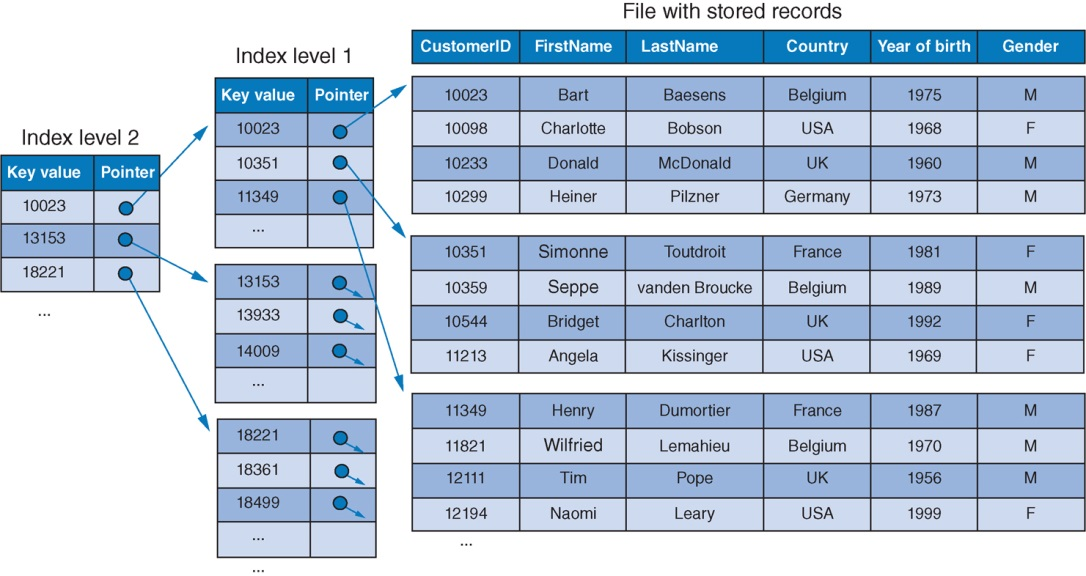 File with stored records
CustomerID FirstName LastName Country Year of birth Gender
10023 Bart Baesens Belgium 1975 M
10098 Charlotte Bobson USA 1968 F
10233 Donald McDonald UK 1960 M
10299 Heiner Pilzner Germany 1973 M
10351 Simonne Toutdroit France 1981 F
10359 Seppe vanden Broucke Belgium 1989 M
10544 Bridget Charlton UK 1992 F
11213 Angela Kissinger USA 1969 F
11349 Henry Dumortier France 1987 M
11821 Wilfried Lemahieu Belgium 1970 M
12111 Tim Pope UK 1956 M
12194 Naomi Leary USA 1999 F
...
Index level 1
Key value Pointer
10023
10351
11349
...
13153
13933
14009
...
18221
18361
18499
...
...
Index level 2
Key value Pointer
10023
13153
18221
...